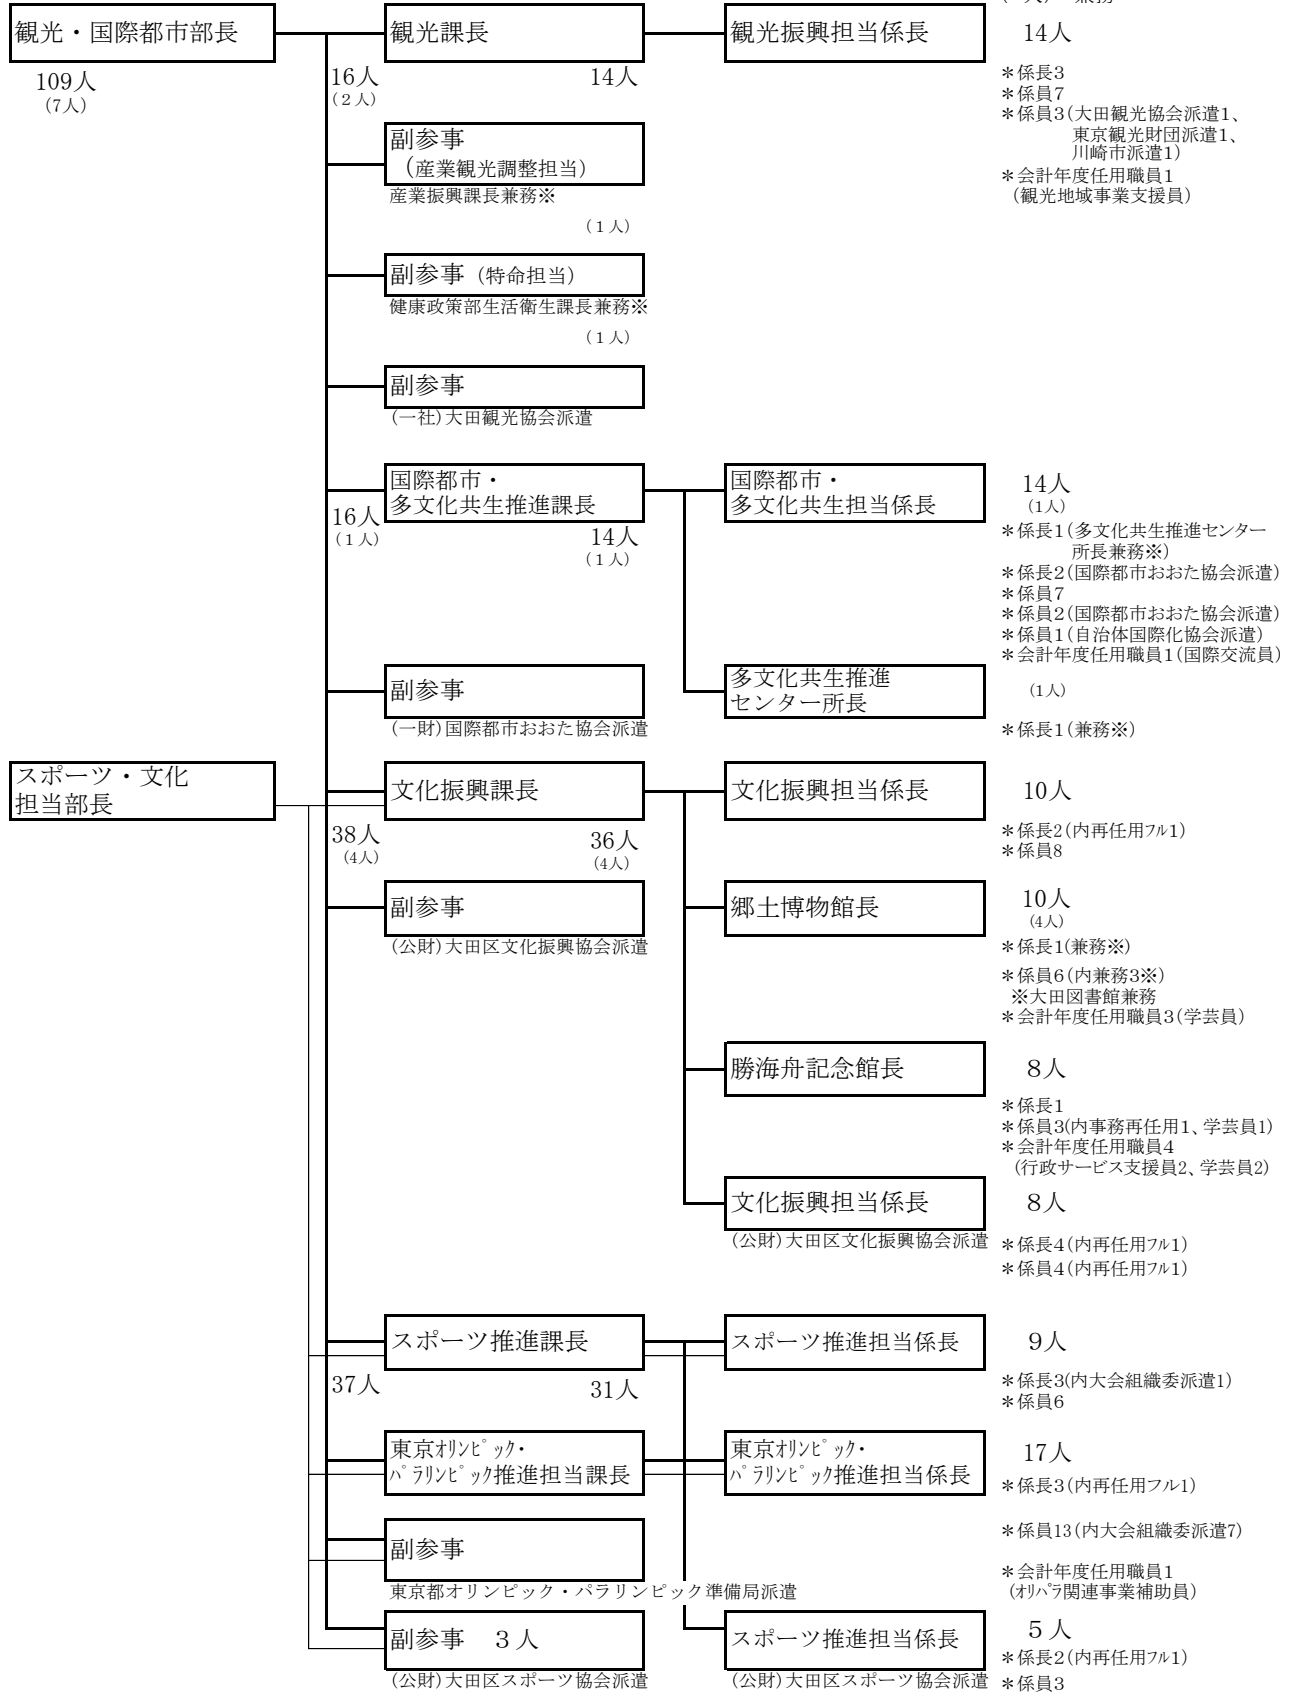 観光・国際都市部長
観光課長
観光振興担当係長
14人
109人
(7人)
16人
(２人)
14人
＊係長3
＊係員7
＊係員3(大田観光協会派遣1、
東京観光財団派遣1、
川崎市派遣1)
＊会計年度任用職員1
(観光地域事業支援員)
副参事
(産業観光調整担当)
産業振興課長兼務※
(１人)
副参事 (特命担当)
健康政策部生活衛生課長兼務※
(１人)
副参事
(一社)大田観光協会派遣
国際都市・
多文化共生推進課長
16人
(１人)
14人
(１人)
国際都市・
多文化共生担当係長
14人
(1人)
＊係長1(多文化共生推進センター
所長兼務※)
＊係長2(国際都市おおた協会派遣)
＊係員7
＊係員2(国際都市おおた協会派遣)
＊係員1(自治体国際化協会派遣)
＊会計年度任用職員1(国際交流員)
副参事
(一財)国際都市おおた協会派遣
多文化共生推進
センター所長
(1人)
＊係長1(兼務※)
スポーツ・文化
担当部長
文化振興課長
38人
(4人)
36人
(4人)
文化振興担当係長
10人
＊係長2(内再任用ﾌﾙ1)
＊係員8
副参事
(公財)大田区文化振興協会派遣
郷土博物館長
10人
(4人)
＊係長1(兼務※)
＊係員6(内兼務3※)
※大田図書館兼務
＊会計年度任用職員3(学芸員)
勝海舟記念館長
８人
＊係長1
＊係員3(内事務再任用1、学芸員1)
＊会計年度任用職員4
(行政サービス支援員2、学芸員2)
文化振興担当係長
(公財)大田区文化振興協会派遣
８人
＊係長4(内再任用ﾌﾙ1)
＊係員4(内再任用ﾌﾙ1)
スポーツ推進課長
37人
31人
スポーツ推進担当係長
９人
＊係長3(内大会組織委派遣1)
＊係員6
東京ｵﾘﾝﾋﾟｯｸ・
ﾊﾟﾗﾘﾝﾋﾟｯｸ推進担当課長
東京ｵﾘﾝﾋﾟｯｸ・
ﾊﾟﾗﾘﾝﾋﾟｯｸ推進担当係長
17人
＊係長3(内再任用フル1)
＊係員13(内大会組織委派遣7)
＊会計年度任用職員1
(ｵﾘﾊﾟﾗ関連事業補助員)
副参事
東京都オリンピック・パラリンピック準備局派遣
副参事　３人
(公財)大田区スポーツ協会派遣
スポーツ推進担当係長
(公財)大田区スポーツ協会派遣
５人
＊係長2(内再任用ﾌﾙ1)
＊係員3